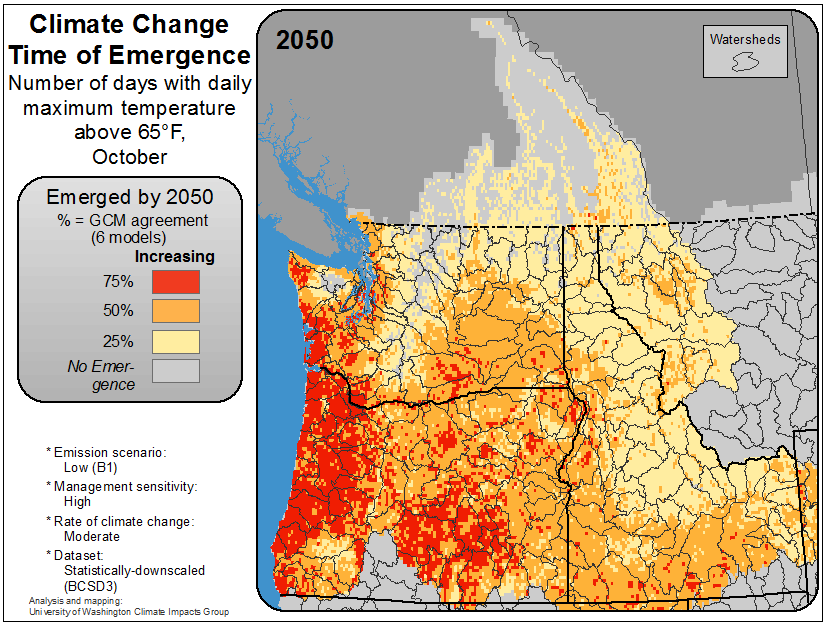 Climate Change
Time of Emergence
Number of days with daily
maximum temperature
above 65°F,
October
Emerged by 2050
% = GCM agreement
(6 models)
Increasing
75%
50%
25%
No Emer-
gence
* Emission scenario:
Low (B1)
* Management sensitivity:
High
* Rate of climate change:
Moderate
* Dataset:
Statistically-downscaled
(BCSD3)
Analysis and mapping:
University of Washington Climate Impacts Group
2050
Watersheds